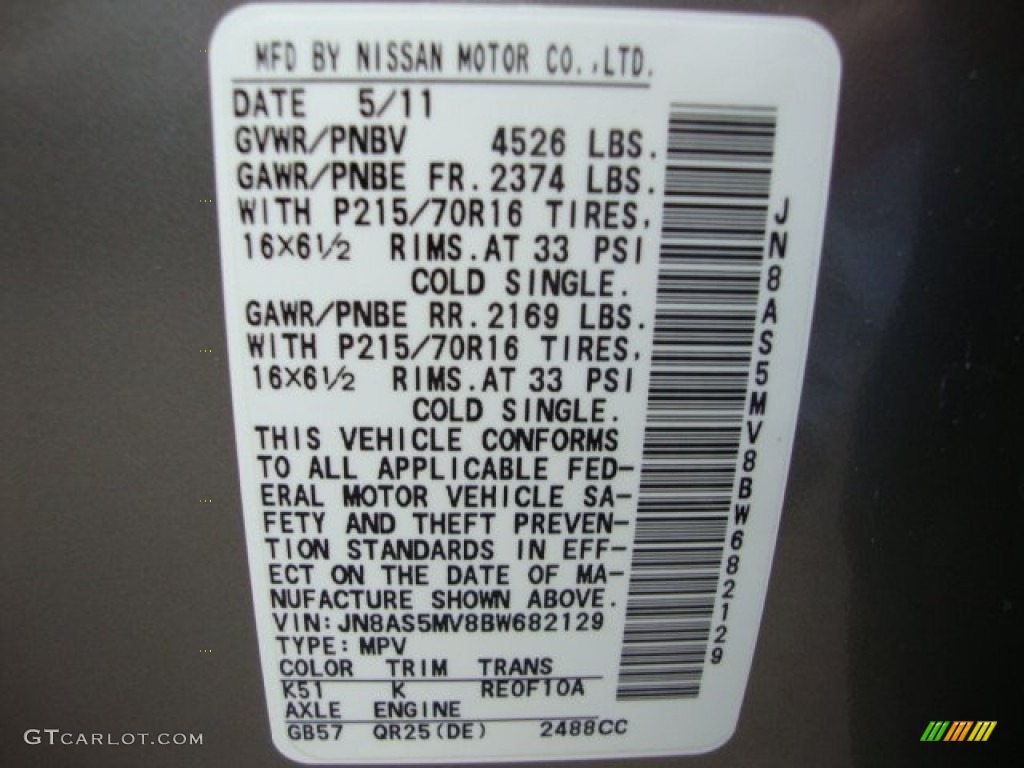 MFD BY NISSAN MOTOR CO.,LTD.
DATE 5/11
GVWR/PNBV 4526 LBS.
GAWR/PNBE FR. 2374 LBS.
WITH P215/70R16 TIRES,
16×6½ RIMS. AT 33 PSI
COLD SINGLE.
GAWR/PNBE RR. 2169 LBS.
WITH P215/70R16 TIRES,
16×6½ RIMS. AT 33 PSI
COLD SINGLE.
THIS VEHICLE CONFORMS
TO ALL APPLICABLE FED-
ERAL MOTOR VEHICLE SA-
FETY AND THEFT PREVEN-
TION STANDARDS IN EFF-
ECT ON THE DATE OF MA-
NUFACTURE SHOWN ABOVE.
VIN:JN8AS5MV8BW682129
TYPE:MPV
COLOR TRIM TRANS
K51 K RE0F10A
AXLE ENGINE
GB57 QR25(DE) 2488CC
JN8AS5MV8BW682129
GTCARLOT.COM